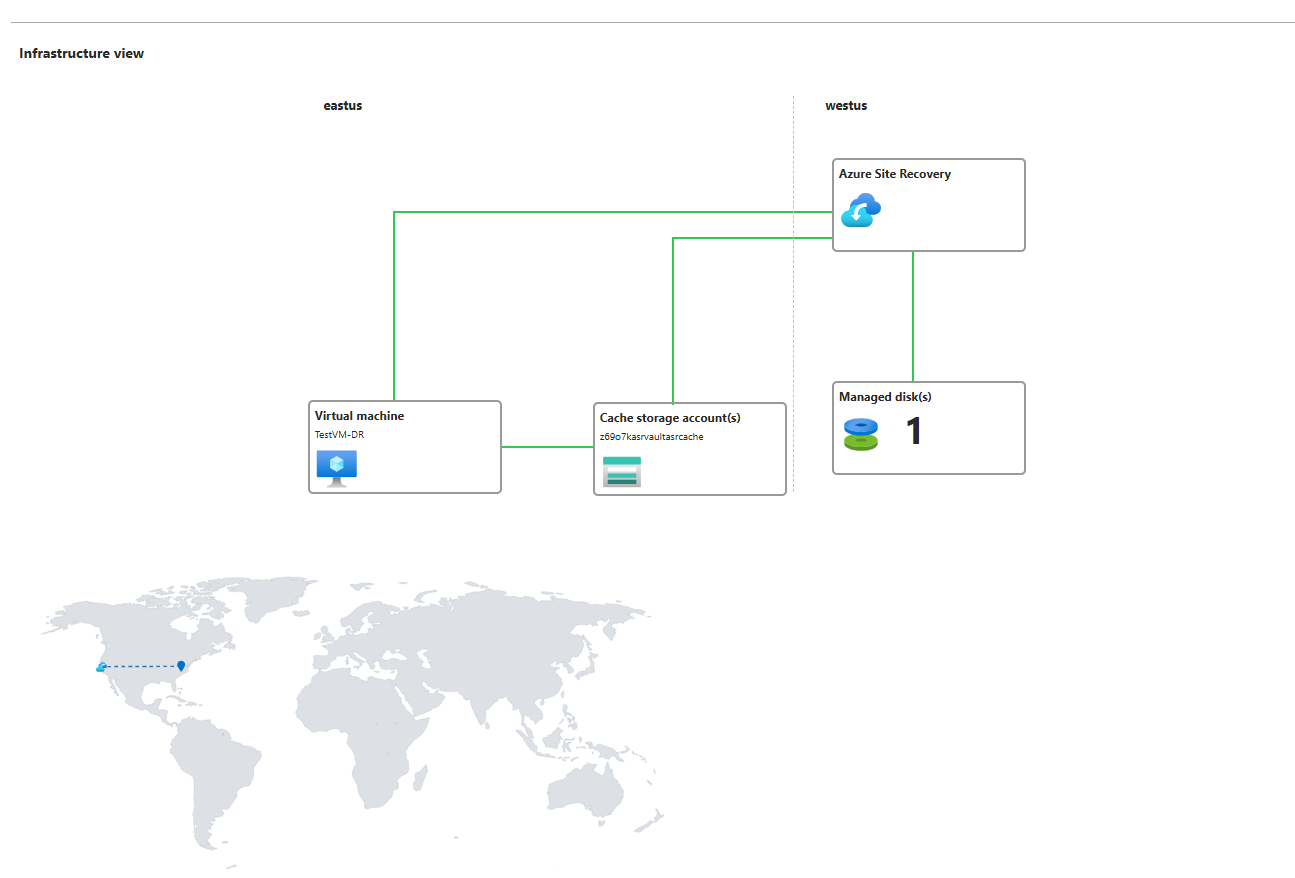 Infrastructure view
eastus
westus
Azure Site Recovery
Virtual machine
TestVM-DR
Cache storage account(s)
z69o7kasrvaultasrcache
Managed disk(s)
1